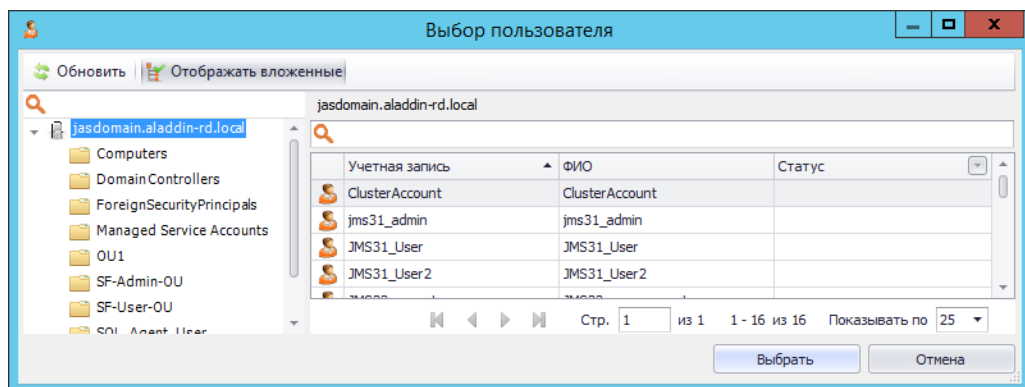 Выбор пользователя
Обновить Отображать вложенные
jasdomain.aladdin-rd.local
jasdomain.aladdin-rd.local
Computers
Domain Controllers
ForeignSecurityPrincipals
Managed Service Accounts
OU1
SF-Admin-OU
SF-User-OU
SQL_Agent_User
Учетная запись ФИО Статус
ClusterAccount ClusterAccount
jms31_admin jms31_admin
JMS31_User JMS31_User
JMS31_User2 JMS31_User2
Стр. 1 из 1 1 - 16 из 16 Показывать по 25
Выбрать Отмена